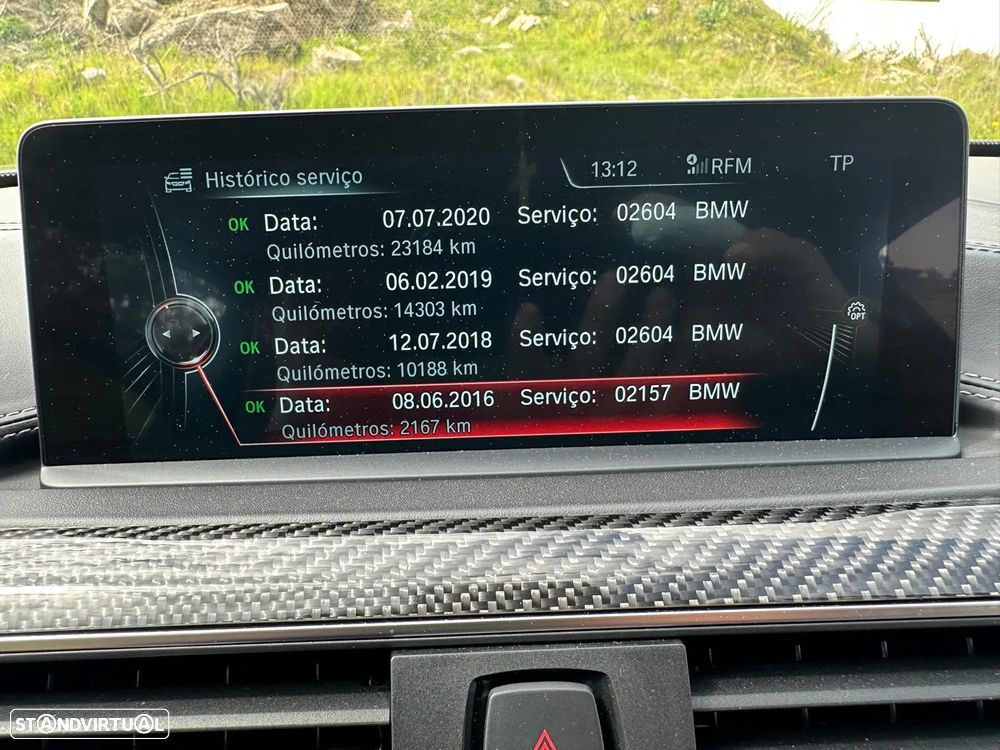 Histórico serviço 13:12 RFM TP
OK Data: 07.07.2020 Serviço: 02604 BMW
Quilómetros: 23184 km
OK Data: 06.02.2019 Serviço: 02604 BMW
Quilómetros: 14303 km
OK Data: 12.07.2018 Serviço: 02604 BMW
Quilómetros: 10188 km
OPT
OK Data: 08.06.2016 Serviço: 02157 BMW
Quilómetros: 2167 km
STANDVIRTUAL